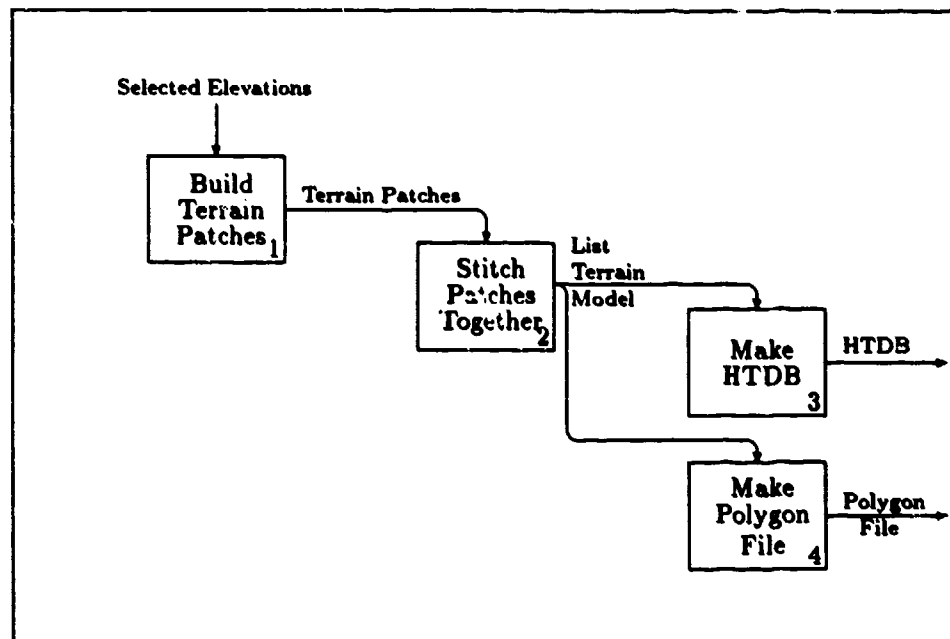 Selected Elevations
Build
Terrain
Patches
1
Terrain Patches
Stitch
Patches
Together
2
List
Terrain
Model
Make
HTDB
3
HTDB
Make
Polygon
File
4
Polygon
File